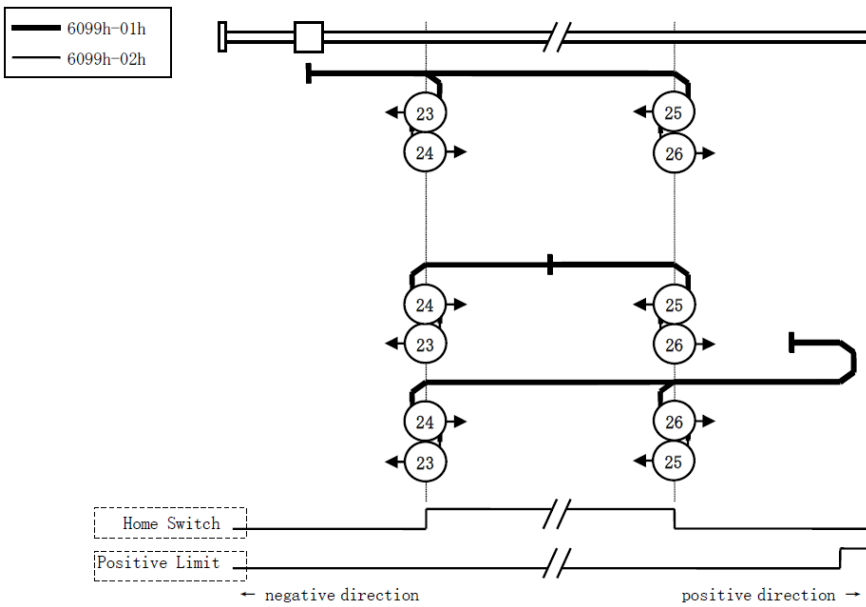 6099h-01h
6099h-02h
23
25
24
26
24
25
23
26
24
26
23
25
Home Switch
Positive Limit
← negative direction
positive direction →